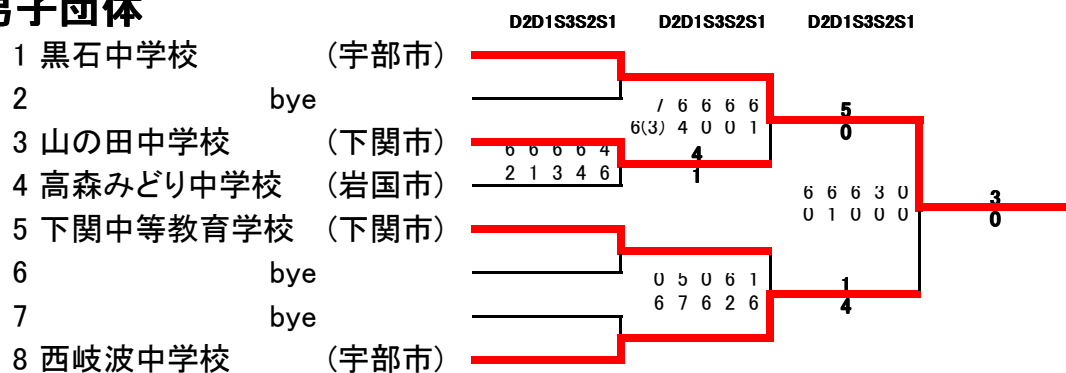 男子団体
D2D1S3S2S1 D2D1S3S2S1 D2D1S3S2S1
1 黒石中学校 (宇部市)
2 bye
7 6 6 6 6 5
6(3) 4 0 0 1 0
3 山の田中学校 (下関市)
6 6 6 6 4 4
2 1 3 4 6 1
4 高森みどり中学校 (岩国市)
6 6 6 3 0 3
0 1 0 0 0 0
5 下関中等教育学校 (下関市)
6 bye
0 5 0 6 1 1
6 7 6 2 6 4
7 bye
8 西岐波中学校 (宇部市)